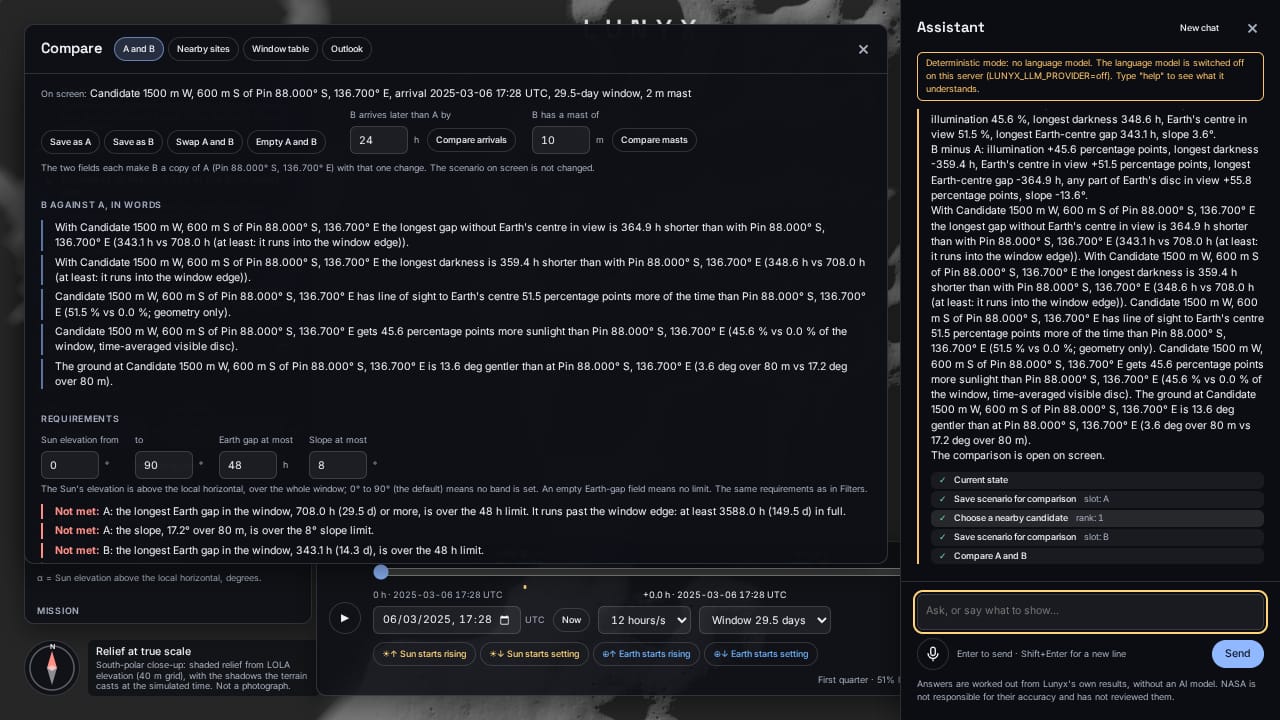 LUNYX
Compare
A and B
Nearby sites
Window table
Outlook
×
On screen: Candidate 1500 m W, 600 m S of Pin 88.000° S, 136.700° E, arrival 2025-03-06 17:28 UTC, 29.5-day window, 2 m mast
Save as A
Save as B
Swap A and B
Empty A and B
B arrives later than A by
24 h
Compare arrivals
B has a mast of
10 m
Compare masts
The two fields each make B a copy of A (Pin 88.000° S, 136.700° E) with that one change. The scenario on screen is not changed.
B AGAINST A, IN WORDS
With Candidate 1500 m W, 600 m S of Pin 88.000° S, 136.700° E the longest gap without Earth's centre in view is 364.9 h shorter than with Pin 88.000° S,
136.700° E (343.1 h vs 708.0 h (at least: it runs into the window edge)).
With Candidate 1500 m W, 600 m S of Pin 88.000° S, 136.700° E the longest darkness is 359.4 h shorter than with Pin 88.000° S, 136.700° E (348.6 h vs 708.0 h
(at least: it runs into the window edge)).
Candidate 1500 m W, 600 m S of Pin 88.000° S, 136.700° E has line of sight to Earth's centre 51.5 percentage points more of the time than Pin 88.000° S, 136.700°
E (51.5 % vs 0.0 %; geometry only).
Candidate 1500 m W, 600 m S of Pin 88.000° S, 136.700° E gets 45.6 percentage points more sunlight than Pin 88.000° S, 136.700° E (45.6 % vs 0.0 % of the
window, time-averaged visible disc).
The ground at Candidate 1500 m W, 600 m S of Pin 88.000° S, 136.700° E is 13.6 deg gentler than at Pin 88.000° S, 136.700° E (3.6 deg over 80 m vs 17.2 deg
over 80 m).
REQUIREMENTS
Sun elevation from
to
Earth gap at most
Slope at most
0 °
90 °
48 h
8 °
The Sun's elevation is above the local horizontal, over the whole window; 0° to 90° (the default) means no band is set. An empty Earth-gap field means no limit. The same requirements as in Filters.
Not met: A: the longest Earth gap in the window, 708.0 h (29.5 d) or more, is over the 48 h limit. It runs past the window edge: at least 3588.0 h (149.5 d) in full.
Not met: A: the slope, 17.2° over 80 m, is over the 8° slope limit.
Not met: B: the longest Earth gap in the window, 343.1 h (14.3 d), is over the 48 h limit.
α = Sun elevation above the local horizontal, degrees.
MISSION
N
Relief at true scale
South-polar close-up: shaded relief from LOLA
elevation (40 m grid), with the shadows the terrain
casts at the simulated time. Not a photograph.
0 h · 2025-03-06 17:28 UTC
+0.0 h · 2025-03-06 17:28 UTC
06/03/2025, 17:28
UTC
Now
12 hours/s
Window 29.5 days
☀↑ Sun starts rising
☀↓ Sun starts setting
⊕↑ Earth starts rising
⊕↓ Earth starts setting
First quarter · 51%
Assistant
New chat
×
Deterministic mode: no language model. The language model is switched off
on this server (LUNYX_LLM_PROVIDER=off). Type "help" to see what it
understands.
illumination 45.6 %, longest darkness 348.6 h, Earth's centre in
view 51.5 %, longest Earth-centre gap 343.1 h, slope 3.6°.
B minus A: illumination +45.6 percentage points, longest darkness
-359.4 h, Earth's centre in view +51.5 percentage points, longest
Earth-centre gap -364.9 h, any part of Earth's disc in view +55.8
percentage points, slope -13.6°.
With Candidate 1500 m W, 600 m S of Pin 88.000° S, 136.700° E
the longest gap without Earth's centre in view is 364.9 h shorter
than with Pin 88.000° S, 136.700° E (343.1 h vs 708.0 h (at least:
it runs into the window edge)). With Candidate 1500 m W, 600 m S
of Pin 88.000° S, 136.700° E the longest darkness is 359.4 h
shorter than with Pin 88.000° S, 136.700° E (348.6 h vs 708.0 h
(at least: it runs into the window edge)). Candidate 1500 m W, 600
m S of Pin 88.000° S, 136.700° E has line of sight to Earth's centre
51.5 percentage points more of the time than Pin 88.000° S,
136.700° E (51.5 % vs 0.0 %; geometry only). Candidate 1500 m W,
600 m S of Pin 88.000° S, 136.700° E gets 45.6 percentage points
more sunlight than Pin 88.000° S, 136.700° E (45.6 % vs 0.0 % of
the window, time-averaged visible disc). The ground at Candidate
1500 m W, 600 m S of Pin 88.000° S, 136.700° E is 13.6 deg
gentler than at Pin 88.000° S, 136.700° E (3.6 deg over 80 m vs
17.2 deg over 80 m).
The comparison is open on screen.
✓ Current state
✓ Save scenario for comparison slot: A
✓ Choose a nearby candidate rank: 1
✓ Save scenario for comparison slot: B
✓ Compare A and B
Ask, or say what to show...
Enter to send · Shift+Enter for a new line
Send
Answers are worked out from Lunyx's own results, without an AI model. NASA is
not responsible for their accuracy and has not reviewed them.